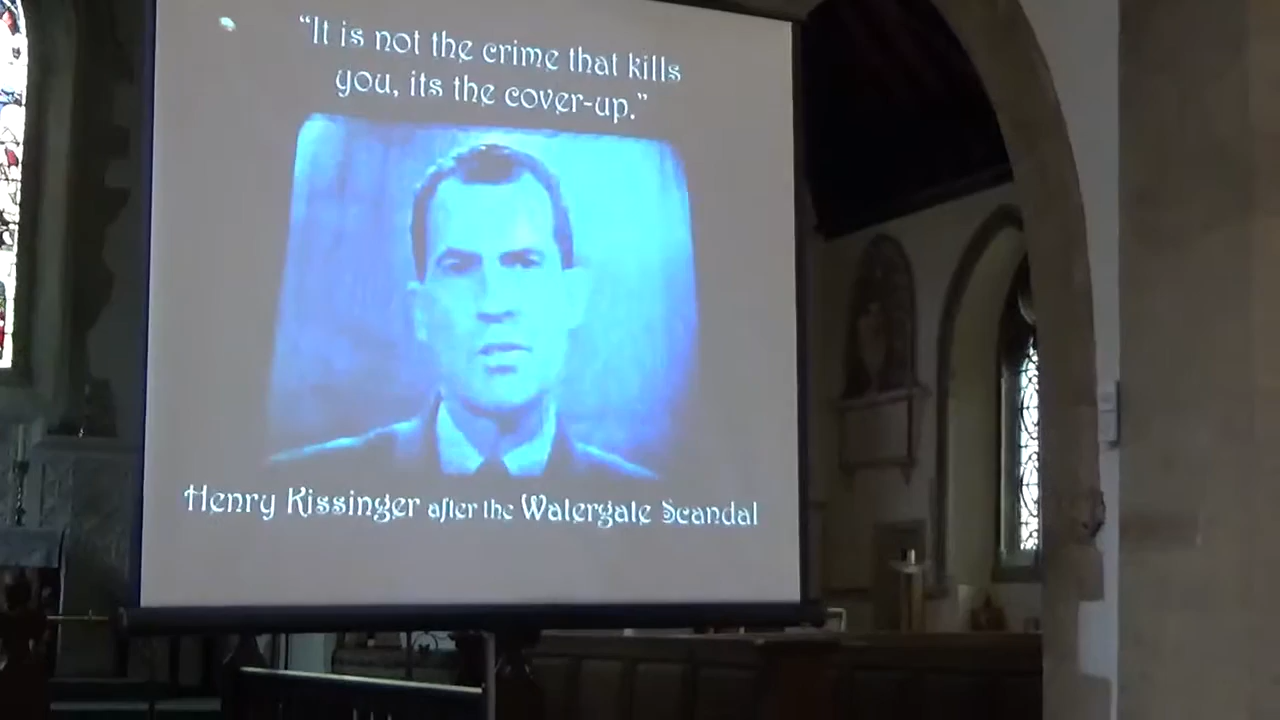 “It is not the crime that kills
you, its the cover-up.”
Henry Kissinger after the Watergate Scandal